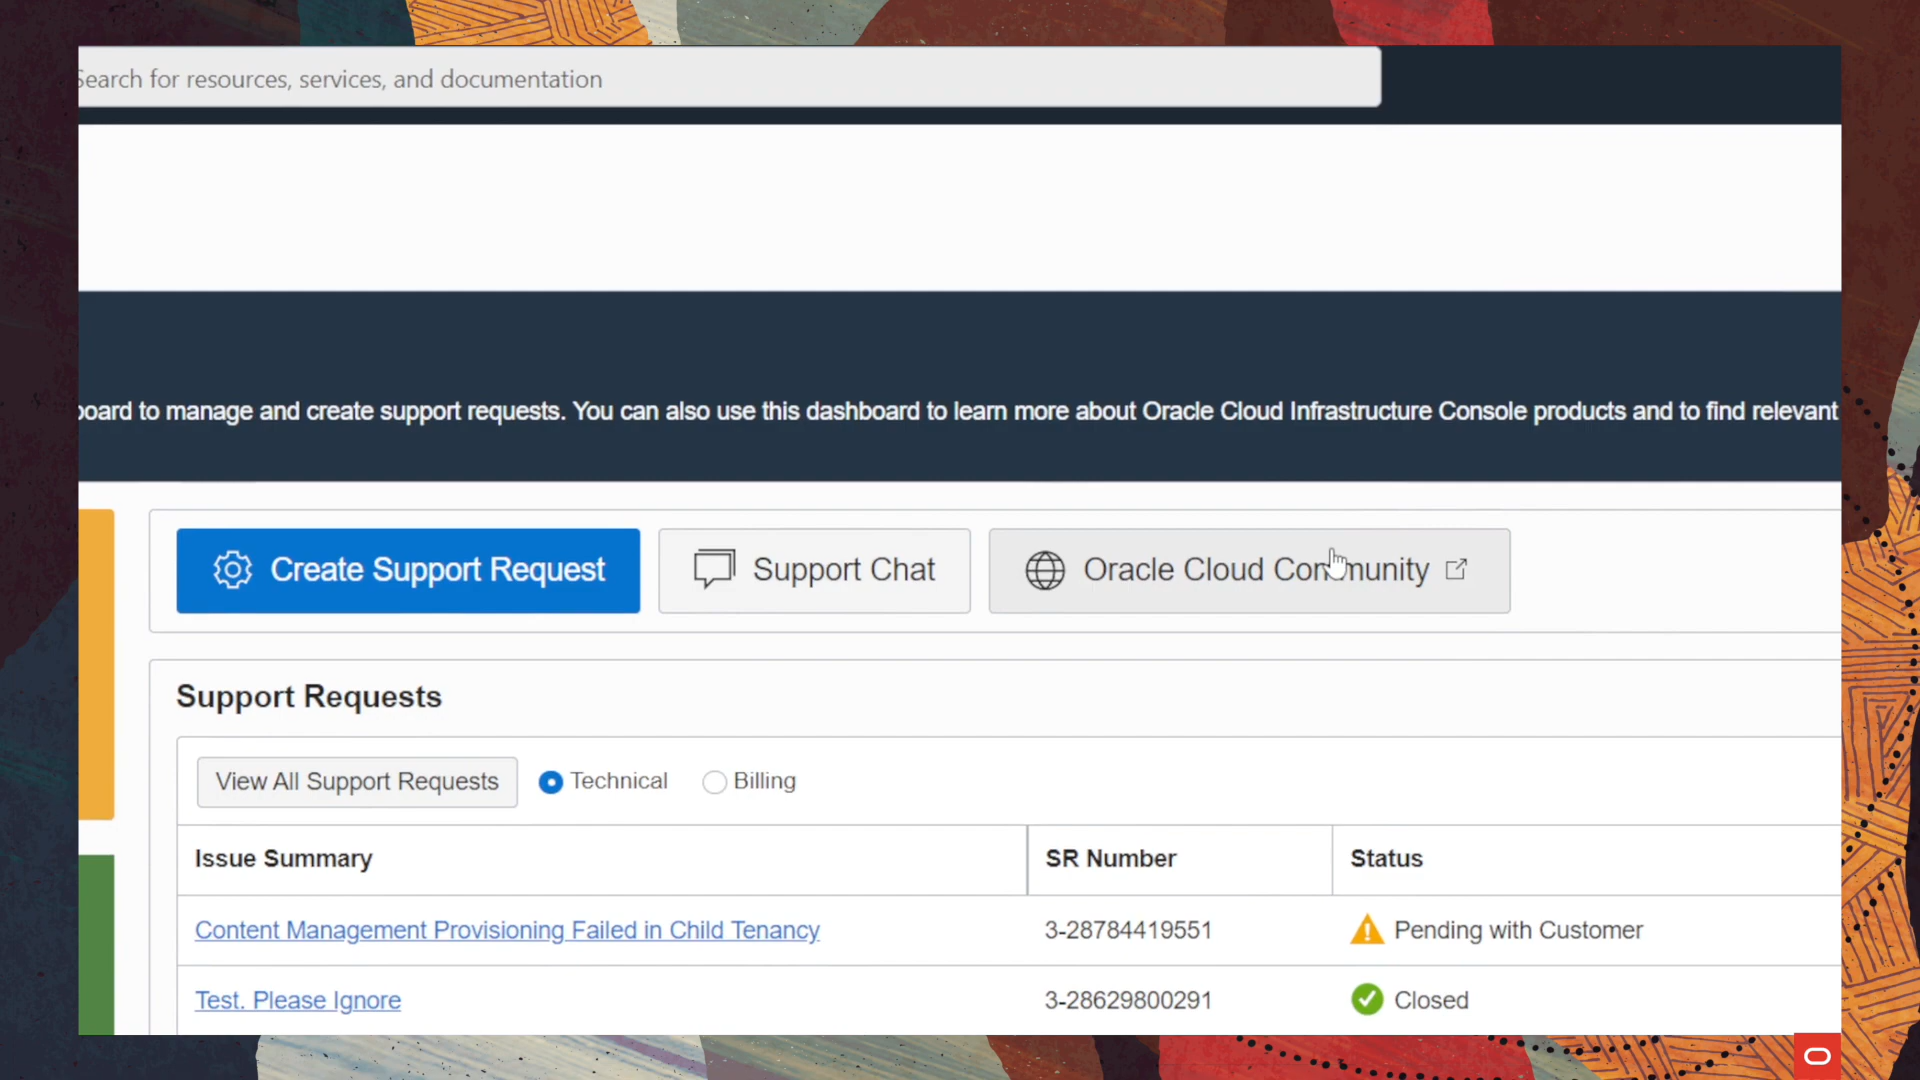 Search for resources, services, and documentation
board to manage and create support requests. You can also use this dashboard to learn more about Oracle Cloud Infrastructure Console products and to find relevant
Create Support Request
Support Chat
Oracle Cloud Community
Support Requests
View All Support Requests
Technical
Billing
Issue Summary
SR Number
Status
Content Management Provisioning Failed in Child Tenancy
3-28784419551
Pending with Customer
Test. Please Ignore
3-28629800291
Closed